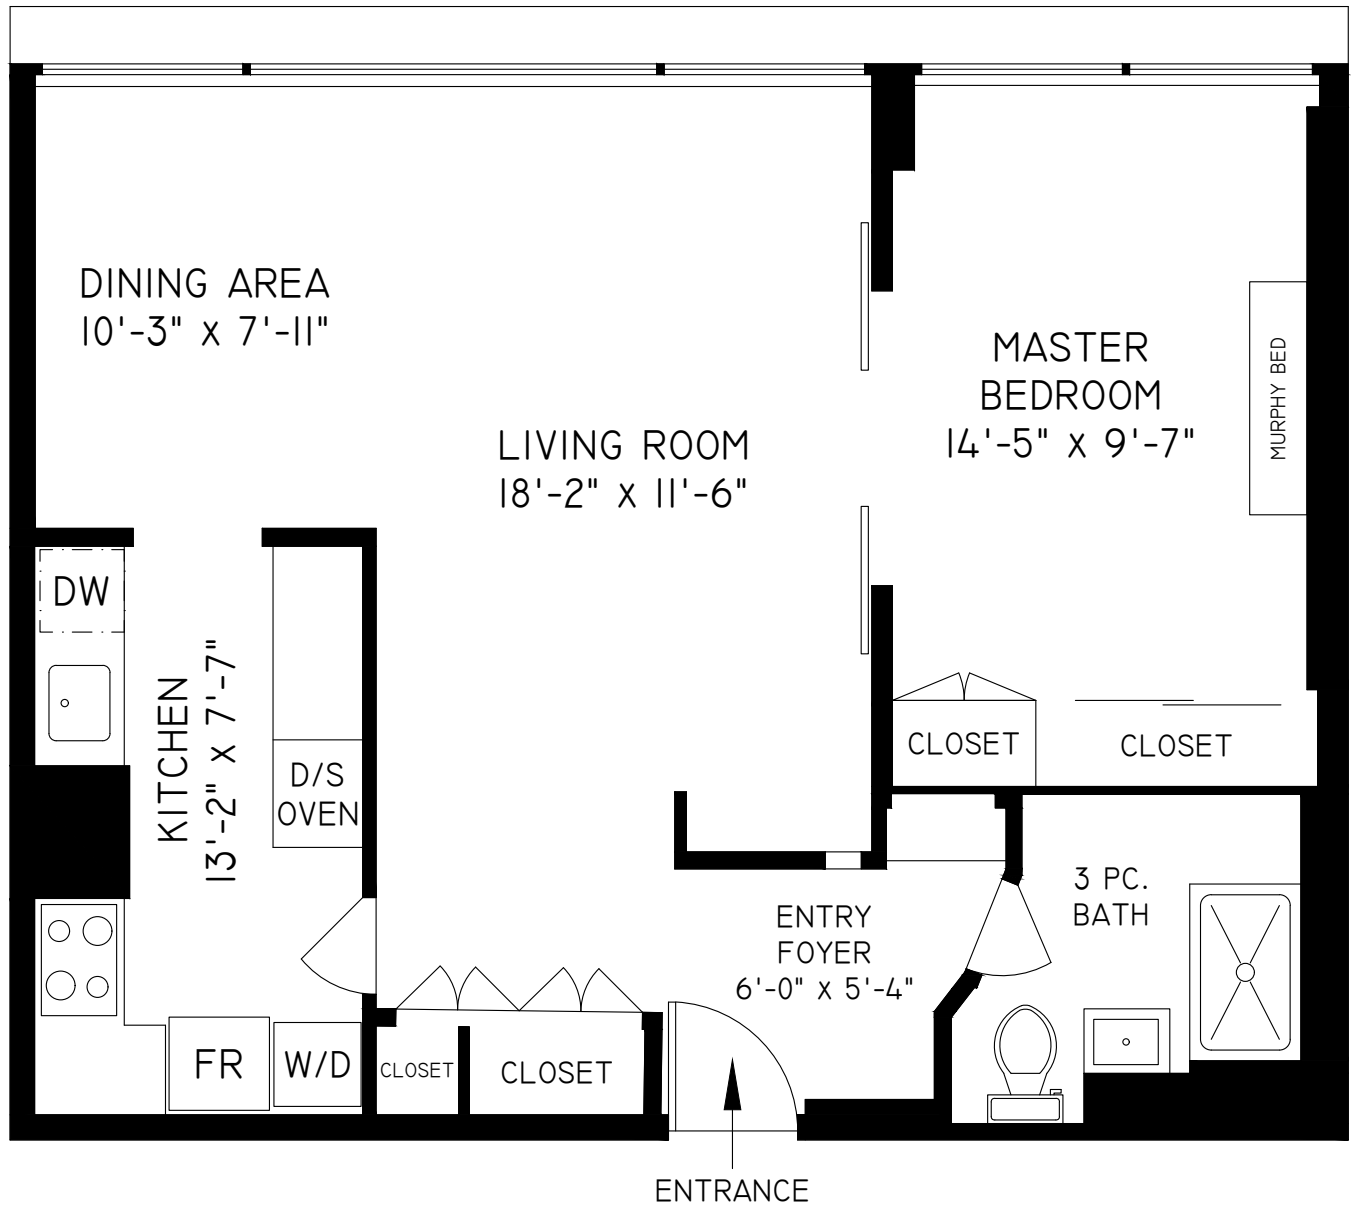 DINING AREA
10'-3" X 7'-11"
MASTER
BEDROOM
14'-5" X 9'-7"
MURPHY BED
LIVING ROOM
18'-2" X 11'-6"
DW
KITCHEN
13'-2" X 7'-7"
D/S
OVEN
CLOSET
CLOSET
3 PC.
BATH
ENTRY
FOYER
6'-0" X 5'-4"
FR
W/D
CLOSET
CLOSET
ENTRANCE